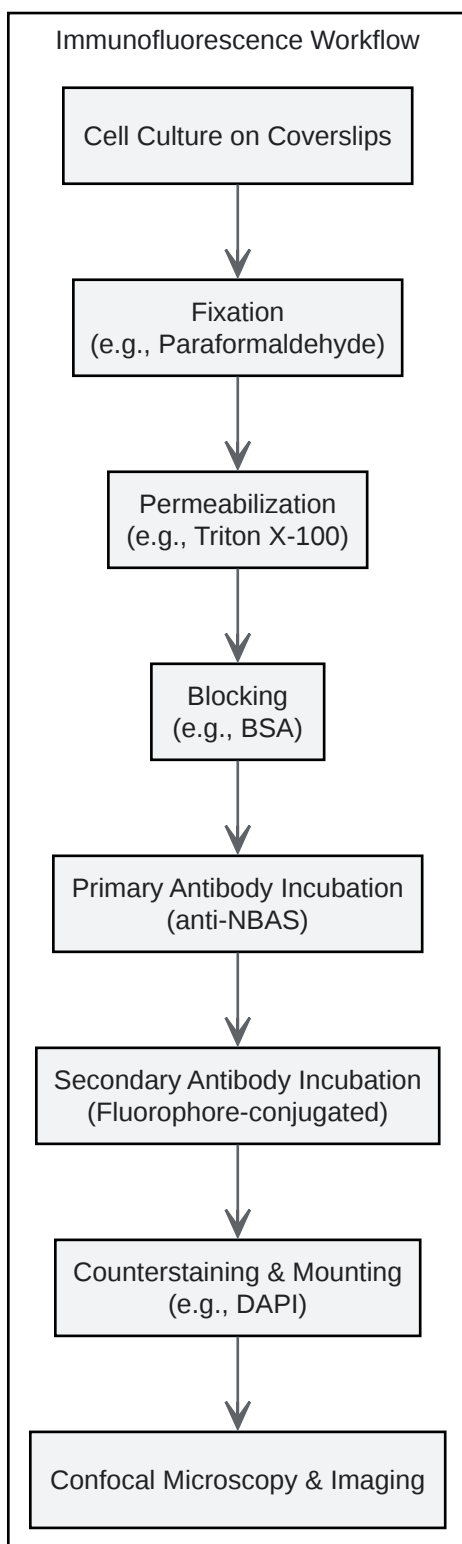 Immunofluorescence Workflow
Cell Culture on Coverslips
Fixation
(e.g., Paraformaldehyde)
Permeabilization
(e.g., Triton X-100)
Blocking
(e.g., BSA)
Primary Antibody Incubation
(anti-NBAS)
Secondary Antibody Incubation
(Fluorophore-conjugated)
Counterstaining & Mounting
(e.g., DAPI)
Confocal Microscopy & Imaging